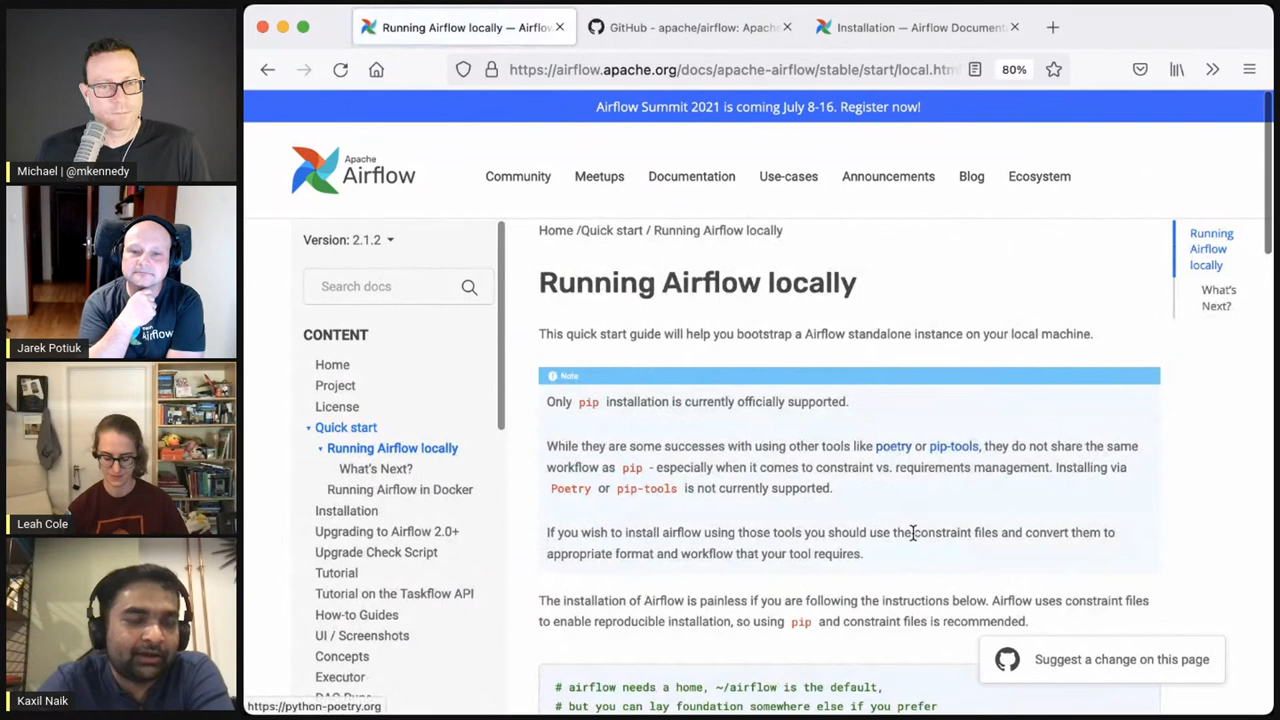 Michael | @mkennedy
Jarek Potiuk
Airflow
Leah Cole
Kaxil Naik
Running Airflow locally — Airflow
GitHub - apache/airflow: Apache
Installation — Airflow Document
https://airflow.apache.org/docs/apache-airflow/stable/start/local.html
80%
Airflow Summit 2021 is coming July 8-16. Register now!
Apache
Airflow
Community
Meetups
Documentation
Use-cases
Announcements
Blog
Ecosystem
Version: 2.1.2
Search docs
CONTENT
Home
Project
License
Quick start
Running Airflow locally
What's Next?
Running Airflow in Docker
Installation
Upgrading to Airflow 2.0+
Upgrade Check Script
Tutorial
Tutorial on the Taskflow API
How-to Guides
UI / Screenshots
Concepts
Executor
DAG Runs
https://python-poetry.org
Home /Quick start / Running Airflow locally
Running Airflow locally
This quick start guide will help you bootstrap a Airflow standalone instance on your local machine.
Note
Only pip installation is currently officially supported.
While they are some successes with using other tools like poetry or pip-tools, they do not share the same
workflow as pip - especially when it comes to constraint vs. requirements management. Installing via
Poetry or pip-tools is not currently supported.
If you wish to install airflow using those tools you should use the constraint files and convert them to
appropriate format and workflow that your tool requires.
The installation of Airflow is painless if you are following the instructions below. Airflow uses constraint files
to enable reproducible installation, so using pip and constraint files is recommended.
# airflow needs a home, ~/airflow is the default,
# but you can lay foundation somewhere else if you prefer
Running
Airflow
locally
What's
Next?
Suggest a change on this page